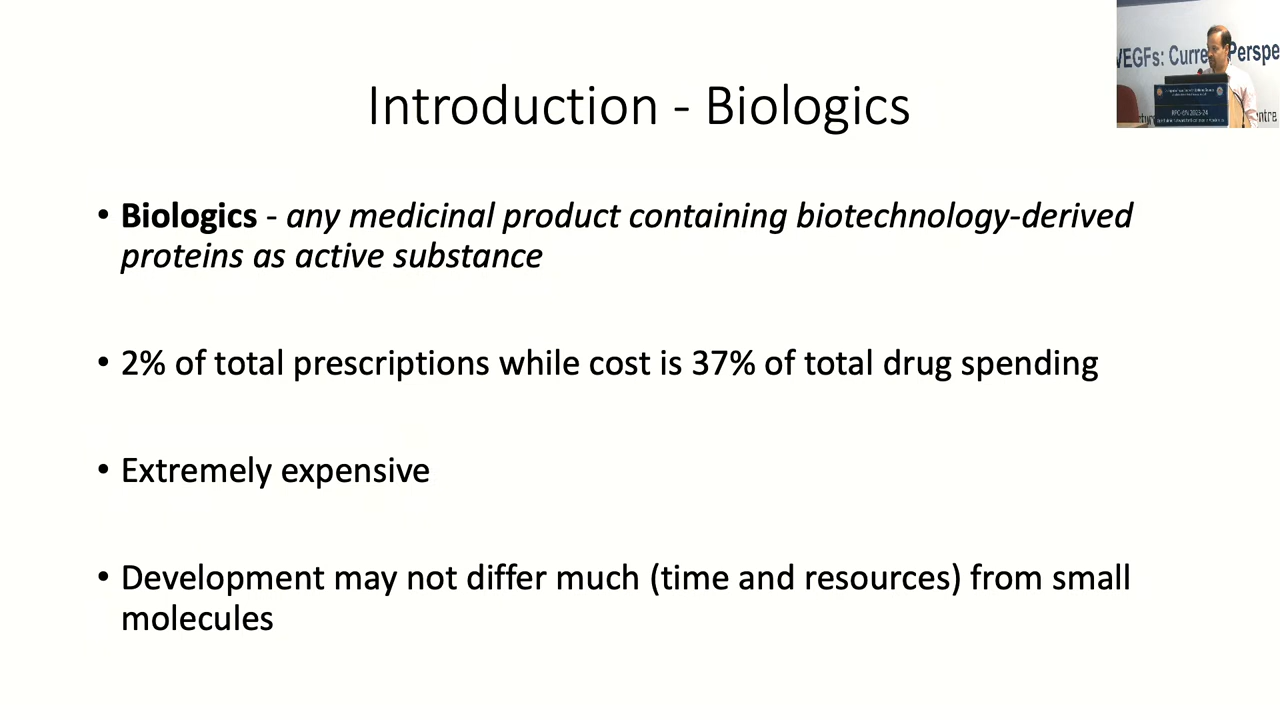 Introduction - Biologics
VEGFs: Curre Perspe
• Biologics - any medicinal product containing biotechnology-derived
proteins as active substance
• 2% of total prescriptions while cost is 37% of total drug spending
• Extremely expensive
• Development may not differ much (time and resources) from small
molecules